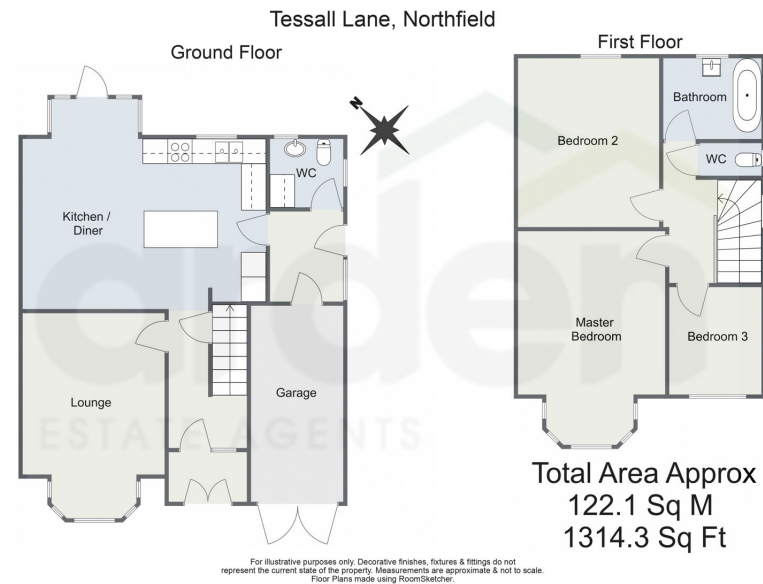 Tessall Lane, Northfield
Ground Floor
Kitchen /
Diner
WC
Lounge
Garage
First Floor
Bedroom 2
Bathroom
WC
Master
Bedroom
Bedroom 3
N
arden
ESTATE AGENTS
Total Area Approx
122.1 Sq M
1314.3 Sq Ft
For illustrative purposes only. Decorative finishes, fixtures & fittings do not
represent the current state of the property. Measurements are approximate & not to scale.
Floor Plans made using RoomSketcher.